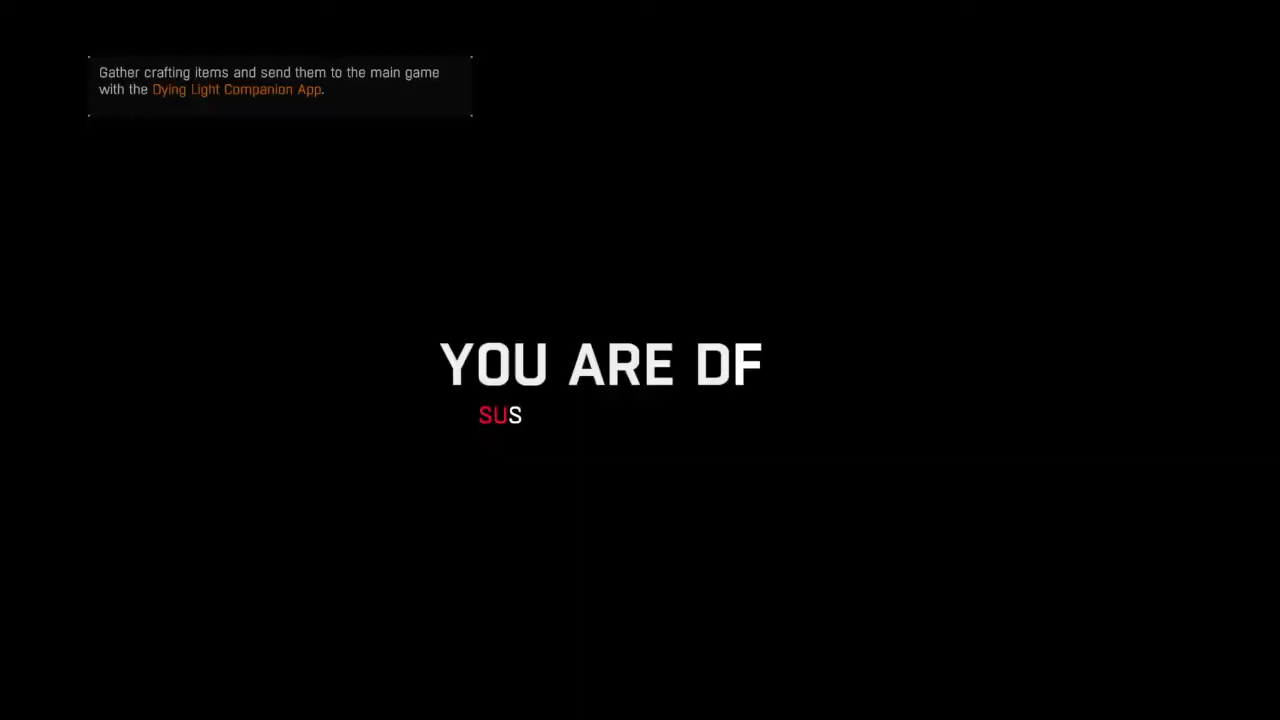 Gather crafting items and send them to the main game
with the Dying Light Companion App.
YOU ARE DF
SUS